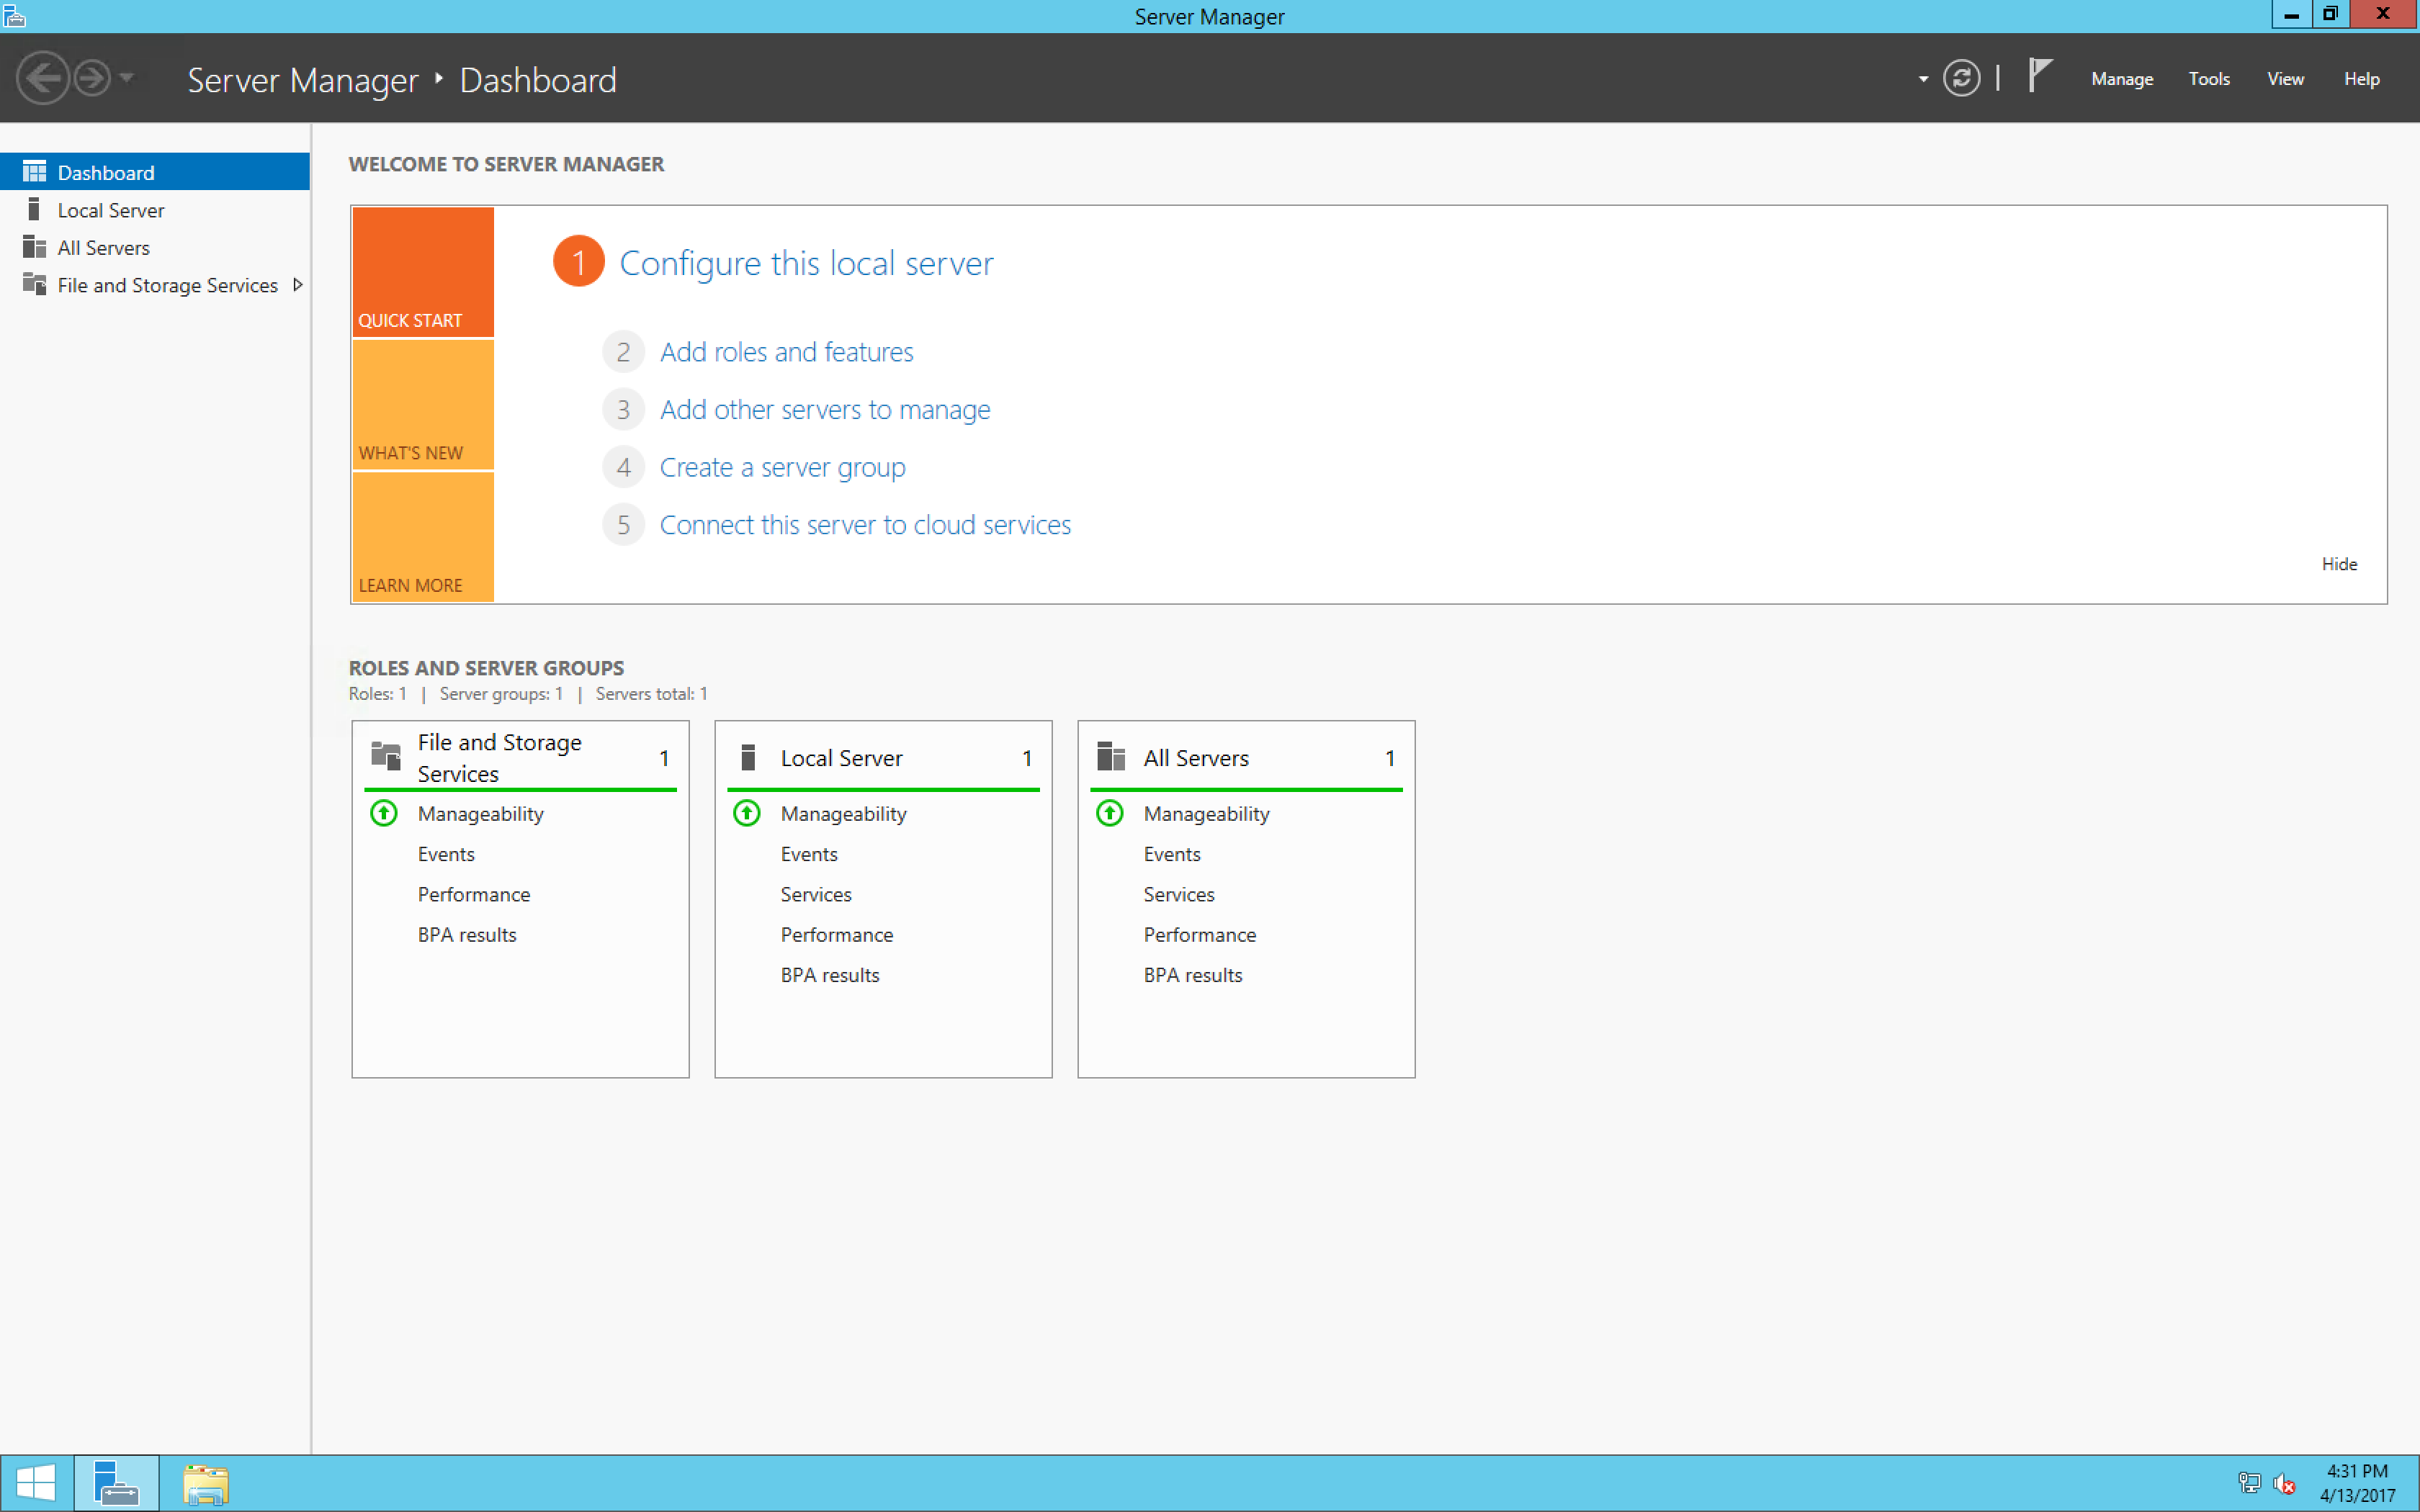 Server Manager
Server Manager ‣ Dashboard
Manage
Tools
View
Help
Dashboard
Local Server
All Servers
File and Storage Services
WELCOME TO SERVER MANAGER
QUICK START
WHAT'S NEW
LEARN MORE
1 Configure this local server
2 Add roles and features
3 Add other servers to manage
4 Create a server group
5 Connect this server to cloud services
Hide
ROLES AND SERVER GROUPS
Roles: 1 | Server groups: 1 | Servers total: 1
File and Storage
Services
1
Manageability
Events
Performance
BPA results
Local Server 1
Manageability
Events
Services
Performance
BPA results
All Servers 1
Manageability
Events
Services
Performance
BPA results
4:31 PM
4/13/2017